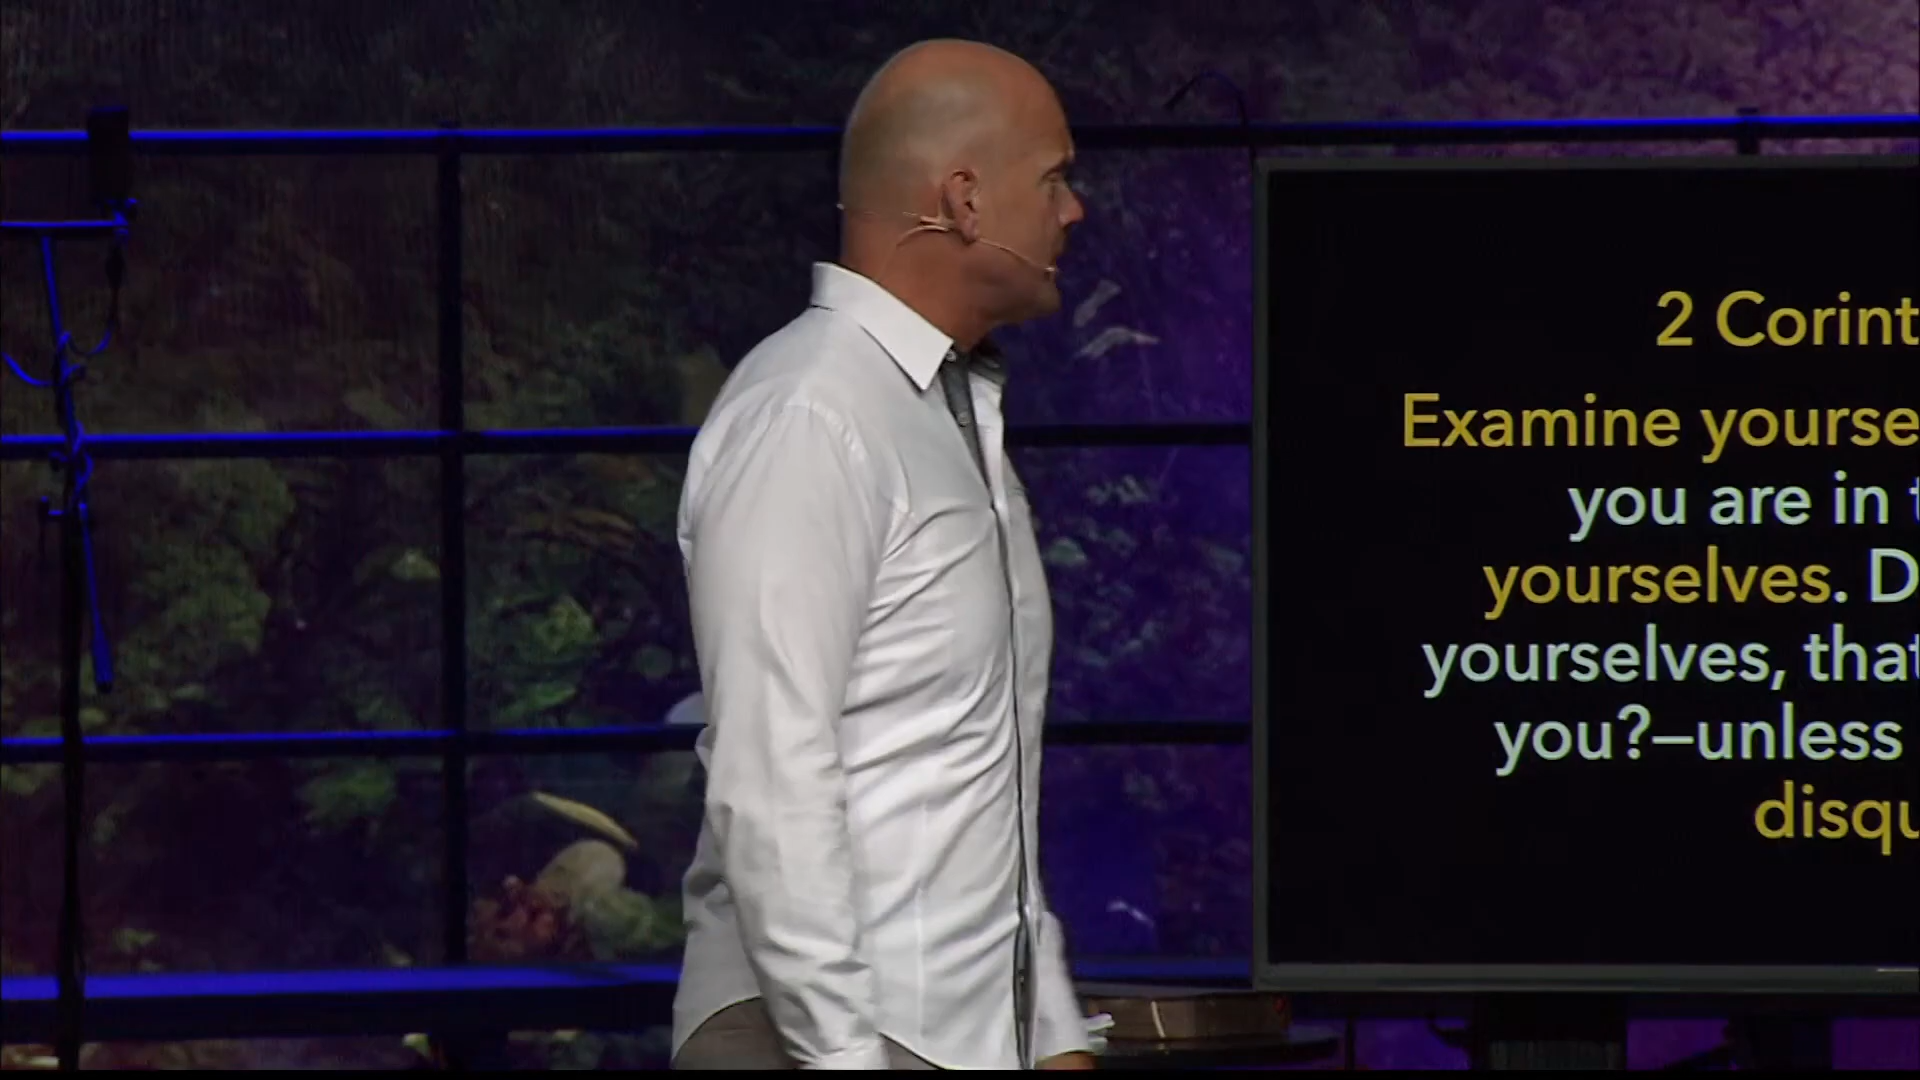 2 Corint
Examine yourse
you are in t
yourselves. D
yourselves, that
you?—unless
disqu